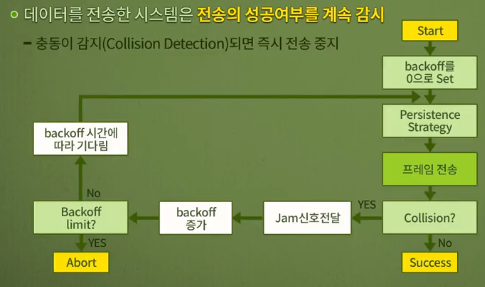 데이터를 전송한 시스템은 전송의 성공여부를 계속 감시
– 충동이 감지(Collision Detection)되면 즉시 전송 중지
Start
backoff를
0으로 Set
Persistence
Strategy
프레임 전송
Collision?
YES
No
Success
Jam신호전달
backoff
증가
Backoff
limit?
No
YES
Abort
backoff 시간에
따라 기다림